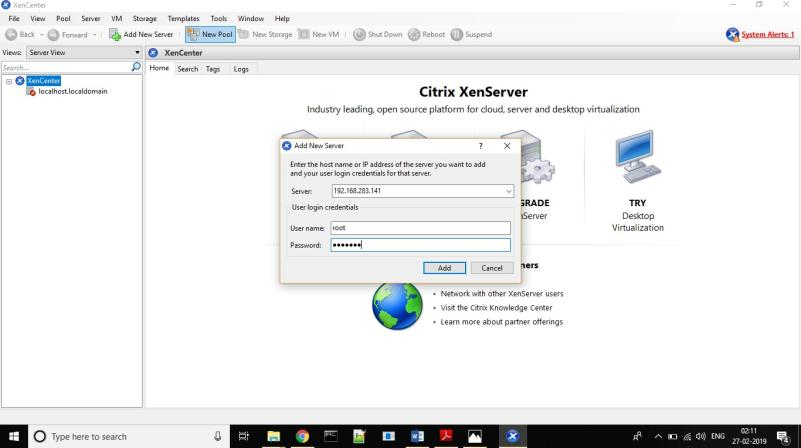 XenCenter
File View Pool Server VM Storage Templates Tools Window Help
Back Forward Add New Server New Pool New Storage New VM Shut Down Reboot Suspend System Alerts: 1
Views: Server View XenCenter
Search... Home Search Tags Logs
XenCenter
localhost.localdomain
Citrix XenServer
Industry leading, open source platform for cloud, server and desktop virtualization
Add New Server ? X
Enter the host name or IP address of the server you want to add
and your user login credentials for that server.
Server: 192.168.283.141
User login credentials
User name: root
Password: •••••••
Add Cancel
GRADE
nServer
TRY
Desktop
Virtualization
ners
• Network with other XenServer users
• Visit the Citrix Knowledge Center
• Learn more about partner offerings
Type here to search
ENG
02:11
27-02-2019